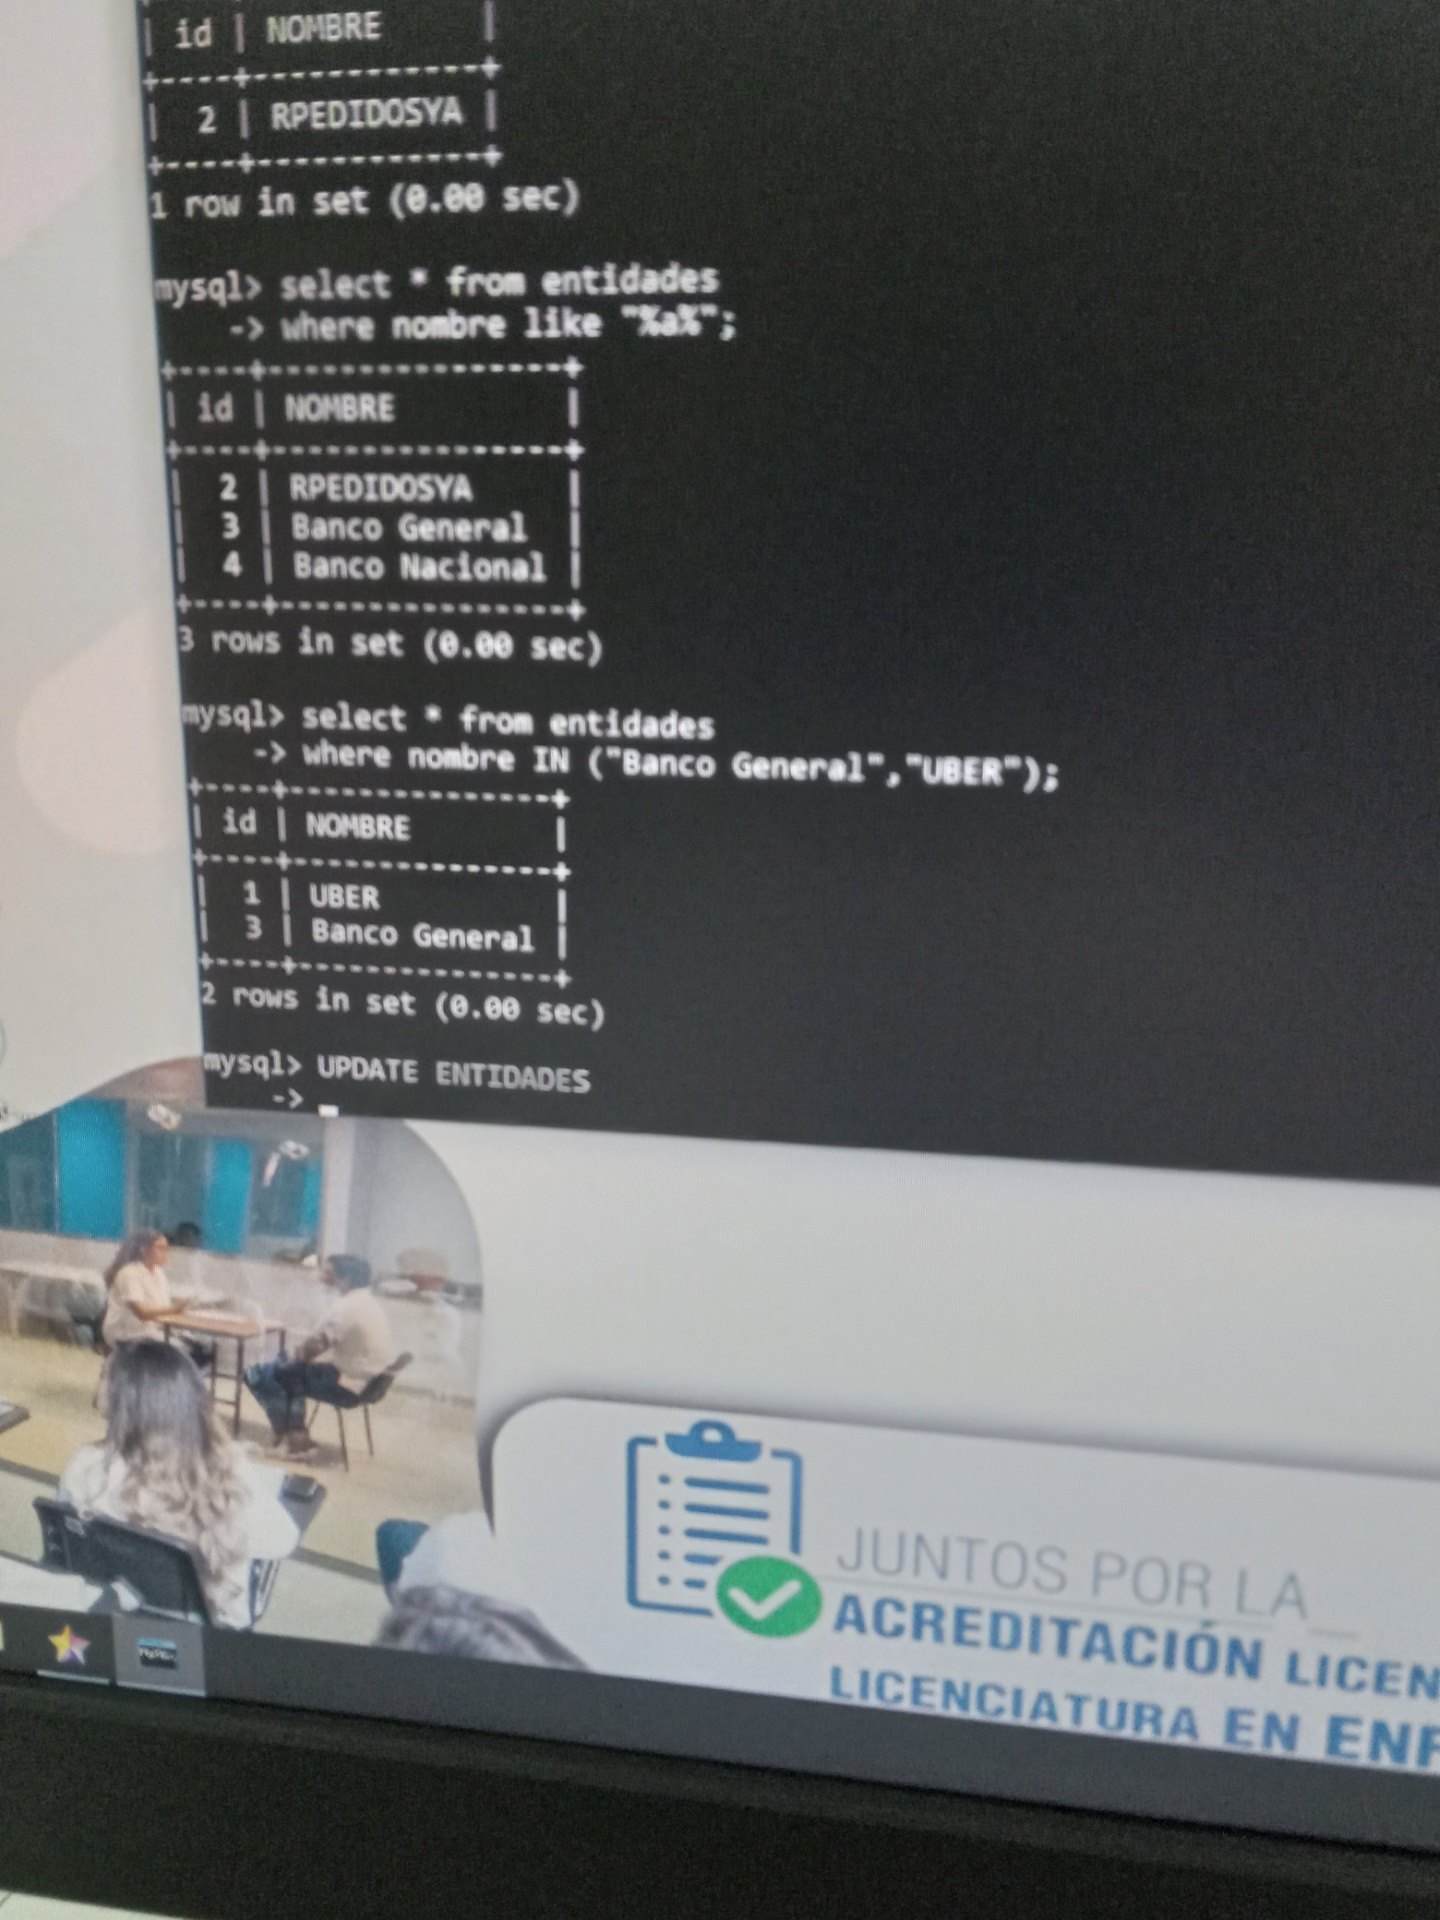 | id | NOMBRE |
+----+------------+
| 2 | RPEDIDOSYA |
+----+------------+
1 row in set (0.00 sec)
mysql> select * from entidades
-> where nombre like "%a%";
+----+----------------+
| id | NOMBRE |
+----+----------------+
| 2 | RPEDIDOSYA |
| 3 | Banco General |
| 4 | Banco Nacional |
+----+----------------+
3 rows in set (0.00 sec)
mysql> select * from entidades
-> where nombre IN ("Banco General","UBER");
+----+---------------+
| id | NOMBRE |
+----+---------------+
| 1 | UBER |
| 3 | Banco General |
+----+---------------+
2 rows in set (0.00 sec)
mysql> UPDATE ENTIDADES
->
JUNTOS POR LA
ACREDITACIÓN LICEN
LICENCIATURA EN ENF